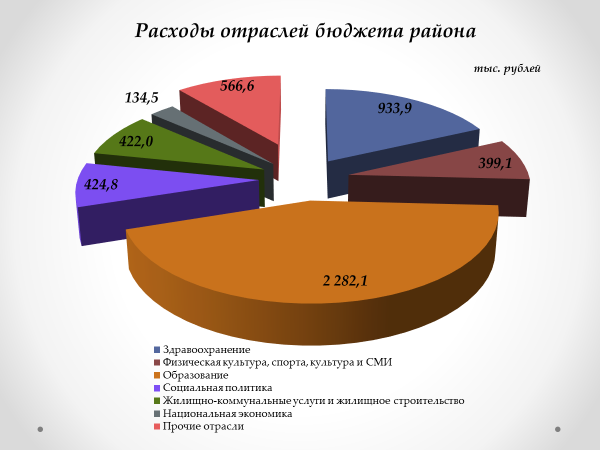 Расходы отраслей бюджета района
тыс. рублей
566,6
134,5
933,9
422,0
399,1
424,8
2 282,1
Здравоохранение
Физическая культура, спорта, культура и СМИ
Образование
Социальная политика
Жилищно-коммунальные услуги и жилищное строительство
Национальная экономика
Прочие отрасли